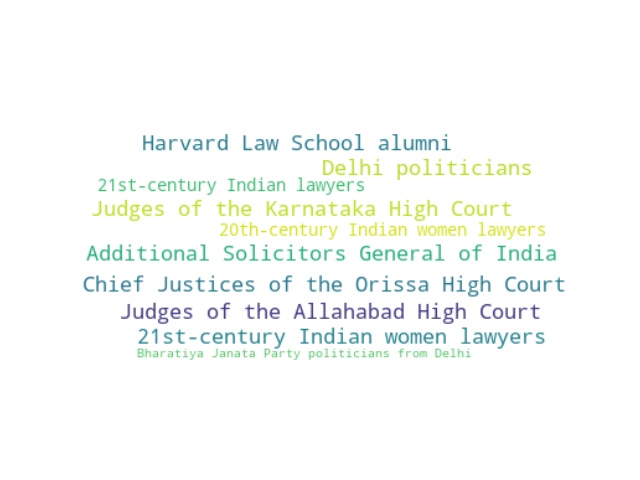 Harvard Law School alumni
Delhi politicians
21st-century Indian lawyers
Judges of the Karnataka High Court
20th-century Indian women lawyers
Additional Solicitors General of India
Chief Justices of the Orissa High Court
Judges of the Allahabad High Court
21st-century Indian women lawyers
Bharatiya Janata Party politicians from Delhi